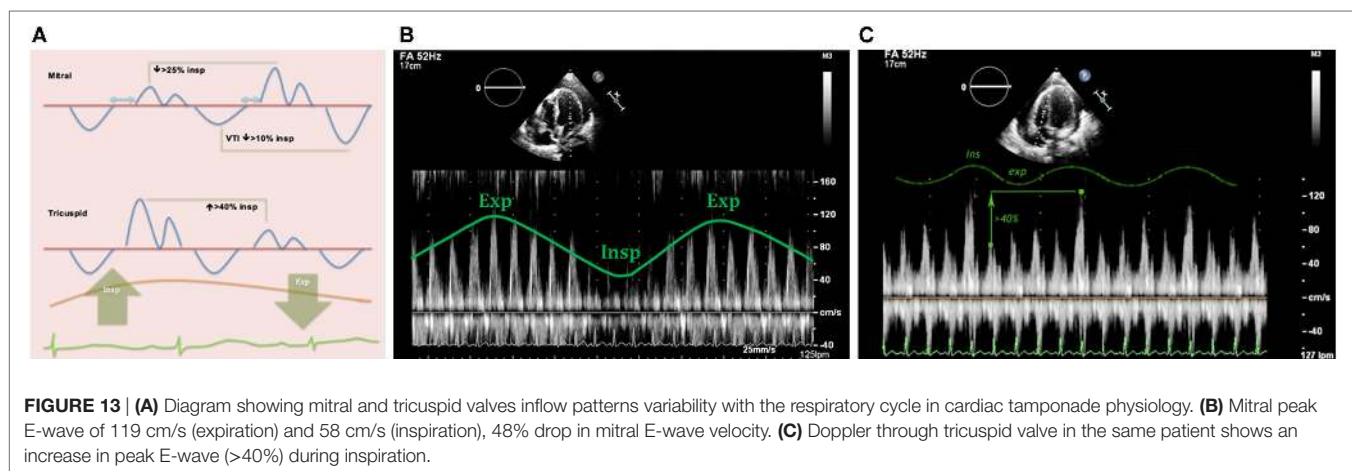 A
Mitral
↓>25% insp
VTI ↓>10% insp
Tricuspid
↑>40% insp
Insp
Exp
B
FA 52Hz
17cm
M3
0
160
Exp
Exp
120
Insp
80
40
cm/s
-40
25mm/s
125lpm
C
FA 52Hz
17cm
M3
0
Ins
exp
120
>40%
80
40
cm/s
-40
127 lpm
FIGURE 13 | (A) Diagram showing mitral and tricuspid valves inflow patterns variability with the respiratory cycle in cardiac tamponade physiology. (B) Mitral peak
E-wave of 119 cm/s (expiration) and 58 cm/s (inspiration), 48% drop in mitral E-wave velocity. (C) Doppler through tricuspid valve in the same patient shows an
increase in peak E-wave (>40%) during inspiration.